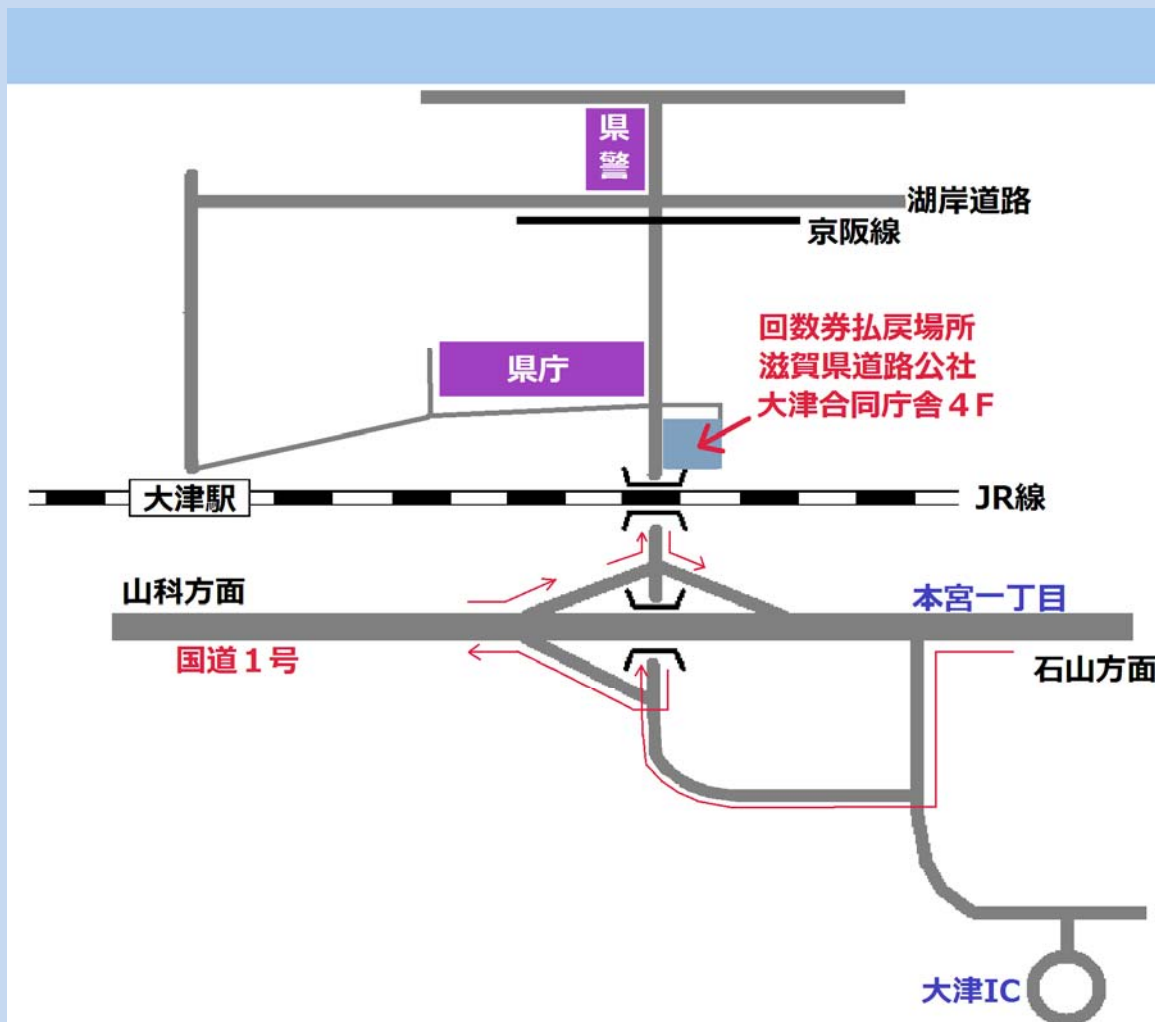 県
警
湖岸道路
京阪線
回数券払戻場所
滋賀県道路公社
大津合同庁舎４F
県庁
大津駅
JR線
山科方面
本宮一丁目
国道１号
石山方面
大津IC